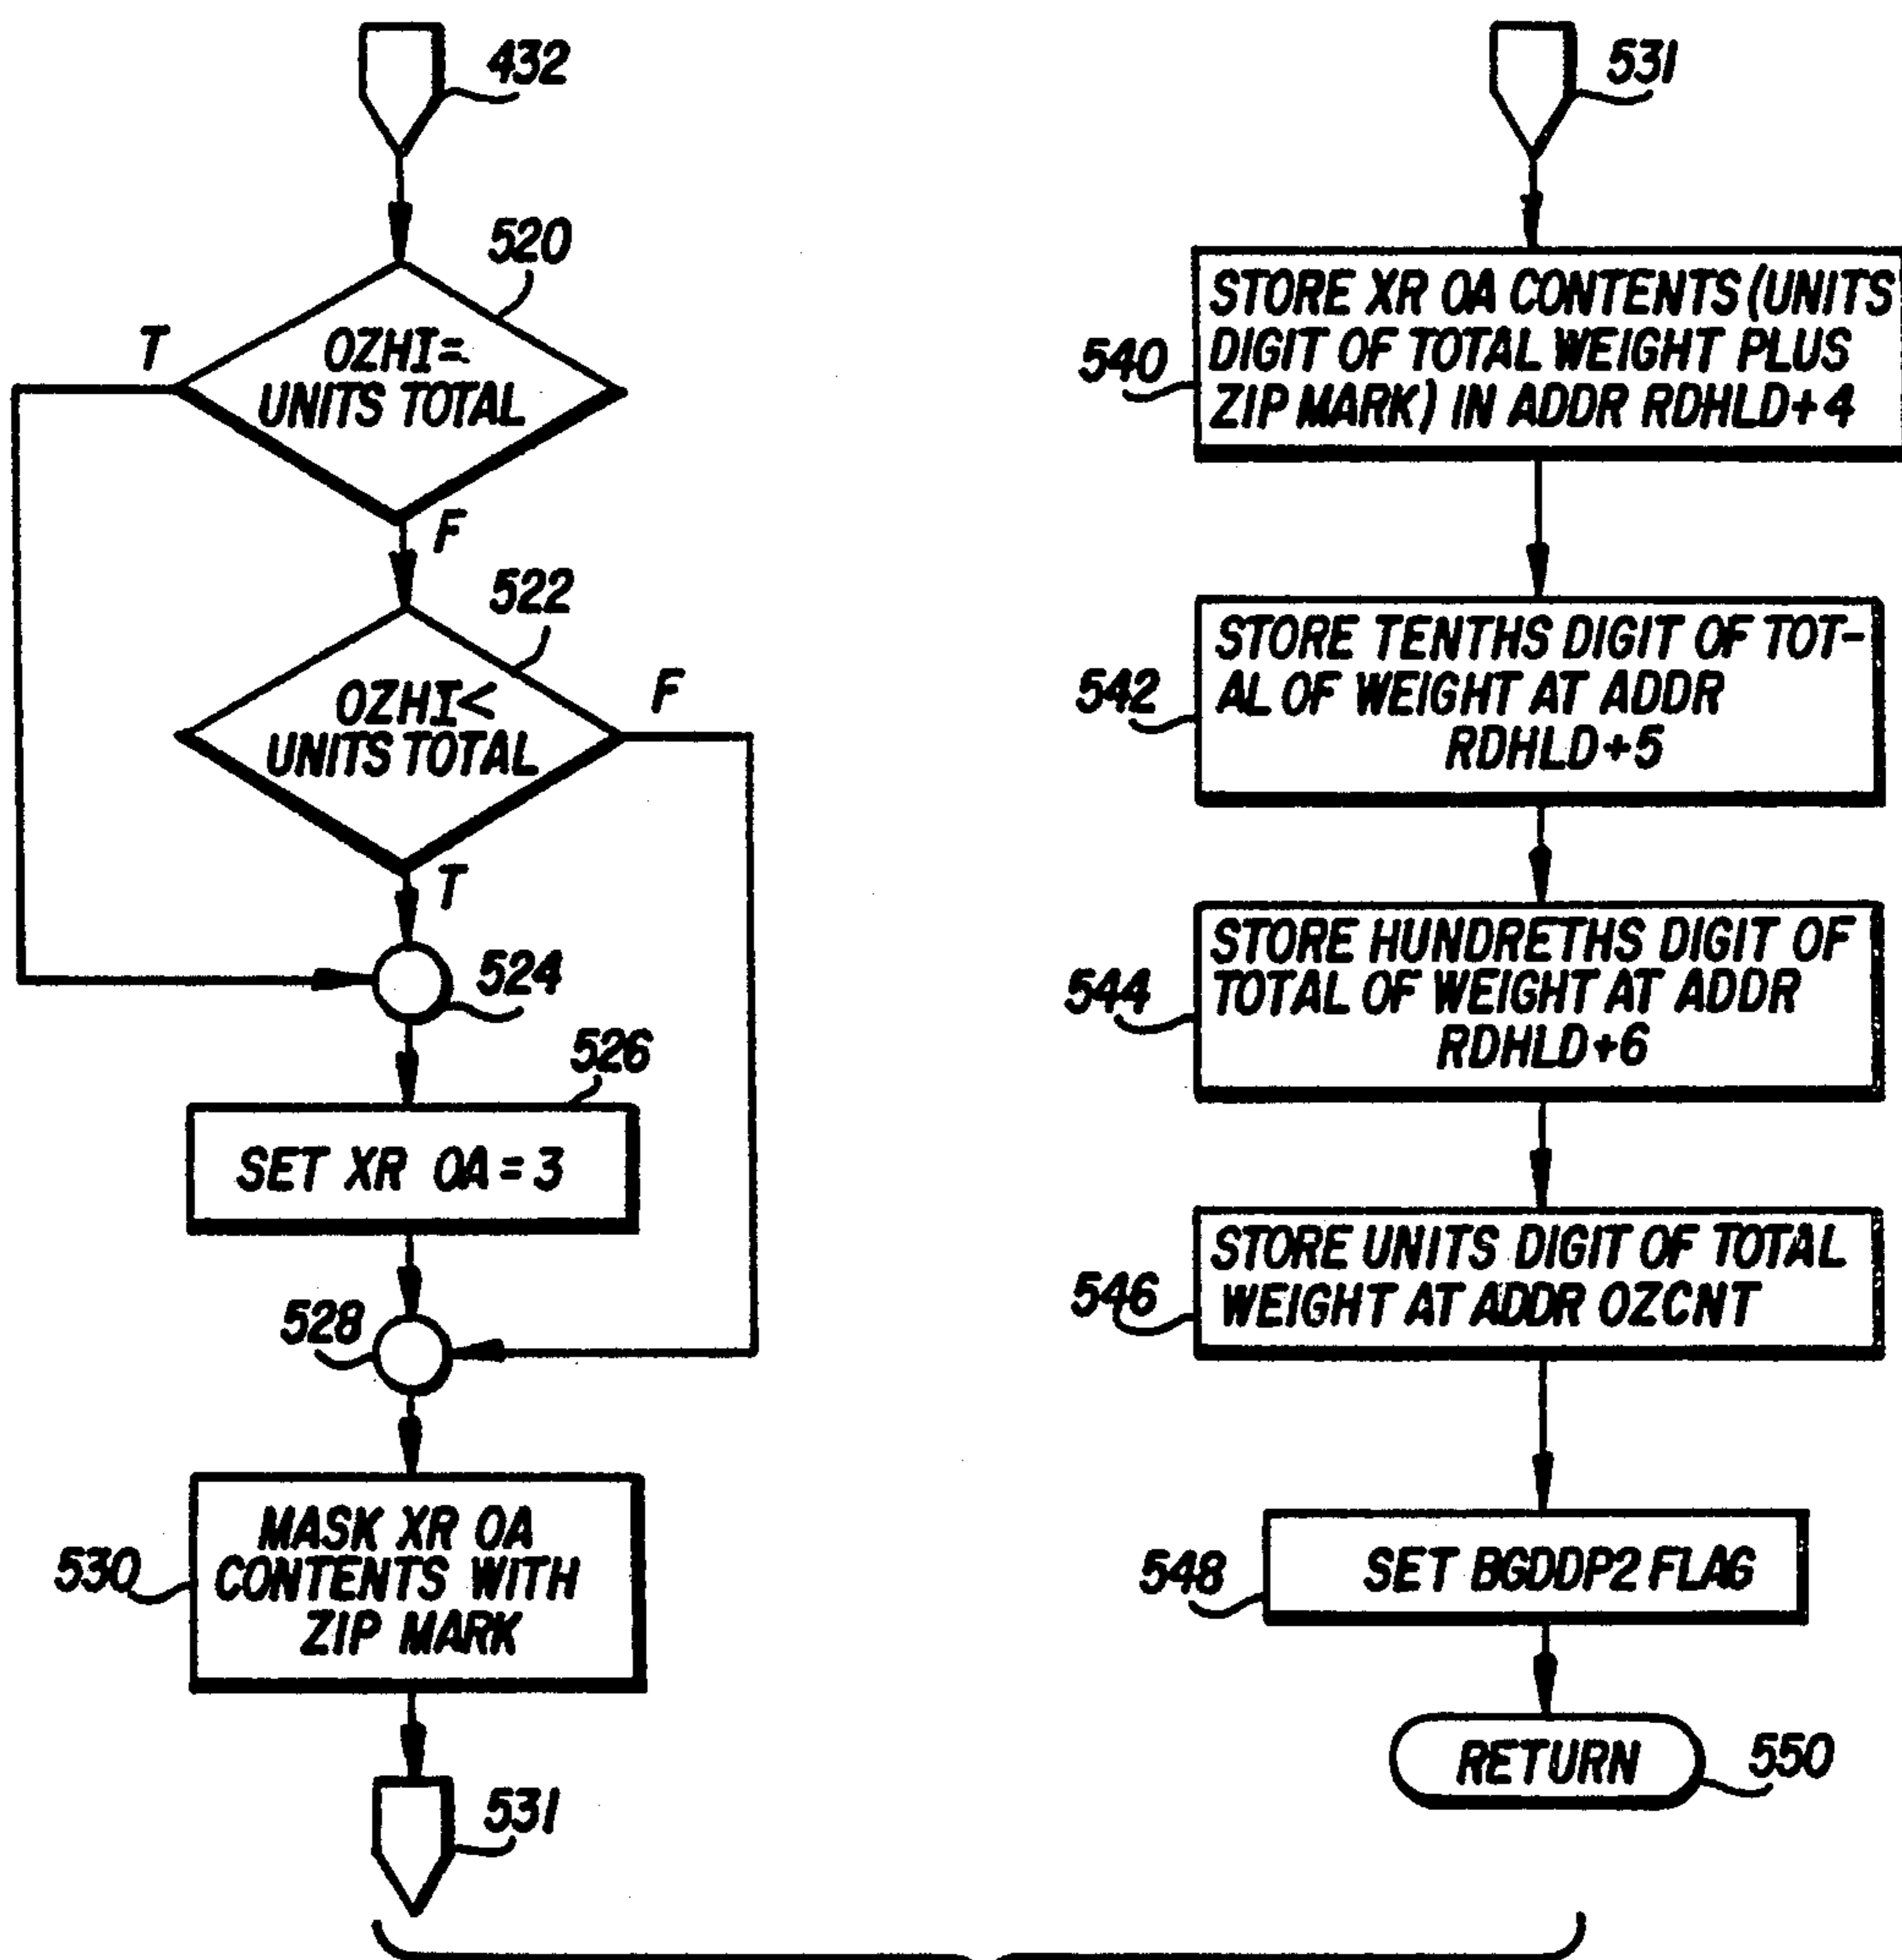 432
520
T
OZHI=
UNITS TOTAL
F
522
OZHI<
UNITS TOTAL
F
T
524
526
SET XR OA = 3
528
530
MASK XR OA
CONTENTS WITH
ZIP MARK
531
531
540
STORE XR OA CONTENTS (UNITS
DIGIT OF TOTAL WEIGHT PLUS
ZIP MARK) IN ADDR RDHLD+4
542
STORE TENTHS DIGIT OF TOT-
AL OF WEIGHT AT ADDR
RDHLD+5
544
STORE HUNDRETHS DIGIT OF
TOTAL OF WEIGHT AT ADDR
RDHLD+6
546
STORE UNITS DIGIT OF TOTAL
WEIGHT AT ADDR OZCNT
548
SET BGDDP2 FLAG
RETURN
550